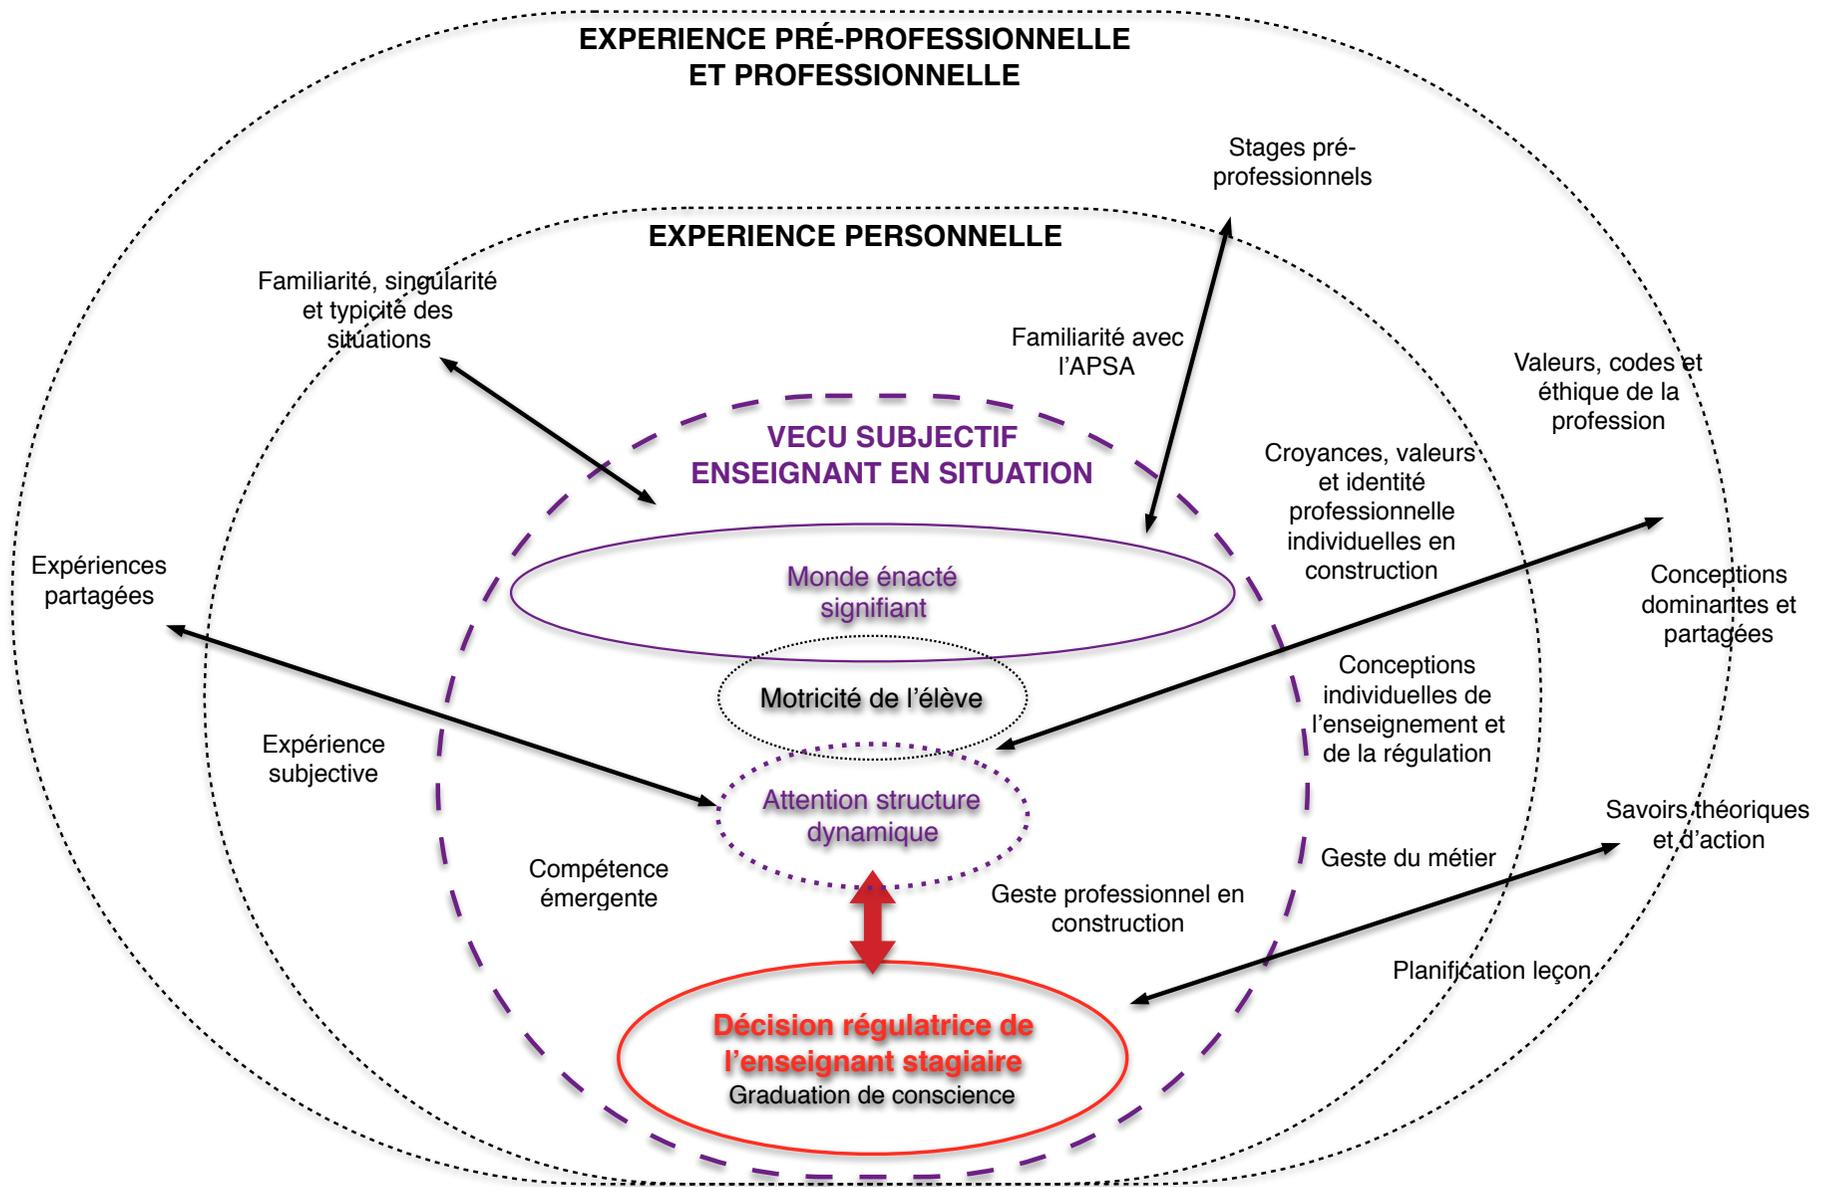 EXPERIENCE PRÉ-PROFESSIONNELLE
ET PROFESSIONNELLE
Stages pré-
professionnels
EXPERIENCE PERSONNELLE
Familiarité, singularité
et typicité des
situations
Familiarité avec
l'APSA
Valeurs, codes et
éthique de la
profession
VECU SUBJECTIF
ENSEIGNANT EN SITUATION
Croyances, valeurs
et identité
professionnelle
individuelles en
construction
Expériences
partagées
Monde énacté
signifiant
Conceptions
dominantes et
partagées
Motricité de l'élève
Conceptions
individuelles de
l'enseignement et
de la régulation
Expérience
subjective
Attention structure
dynamique
Savoirs théoriques
et d'action
Geste du métier
Compétence
émergente
Geste professionnel en
construction
Planification leçon
Décision régulatrice de
l'enseignant stagiaire
Graduation de conscience